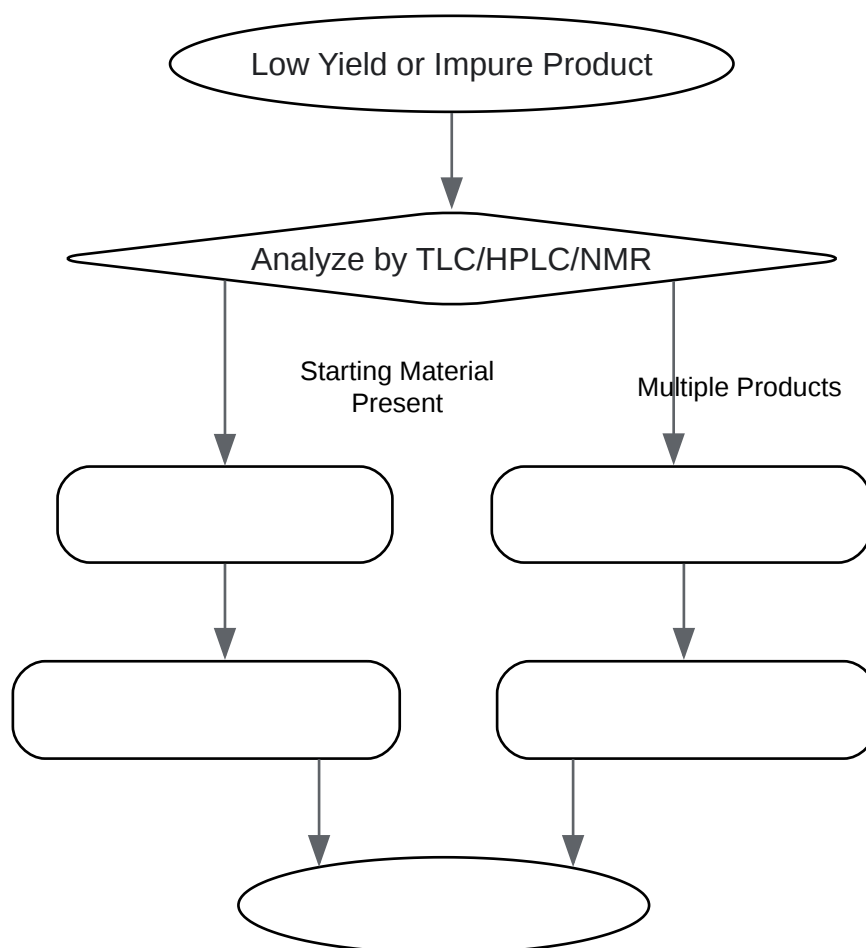 Low Yield or Impure Product
Analyze by TLC/HPLC/NMR
Starting Material
Present
Multiple Products